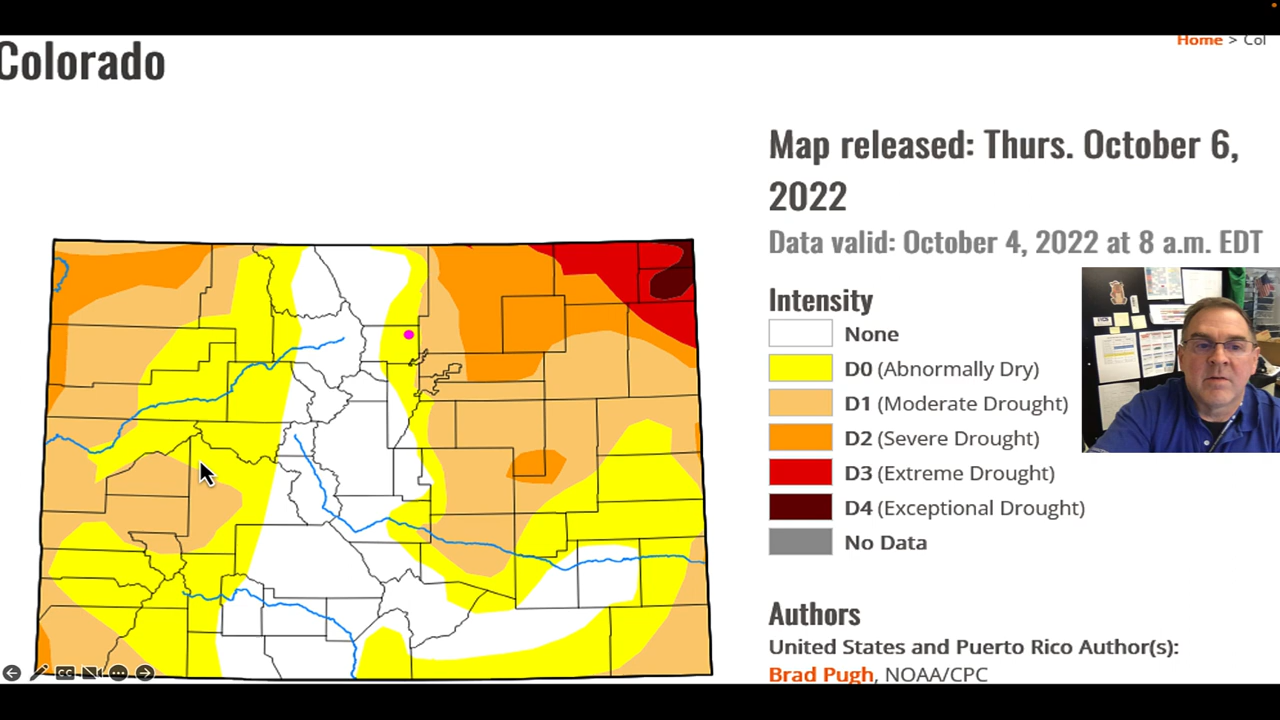 Home > Col
Colorado
Map released: Thurs. October 6,
2022
Data valid: October 4, 2022 at 8 a.m. EDT
Intensity
None
D0 (Abnormally Dry)
D1 (Moderate Drought)
D2 (Severe Drought)
D3 (Extreme Drought)
D4 (Exceptional Drought)
No Data
Authors
United States and Puerto Rico Author(s):
Brad Pugh, NOAA/CPC
CC